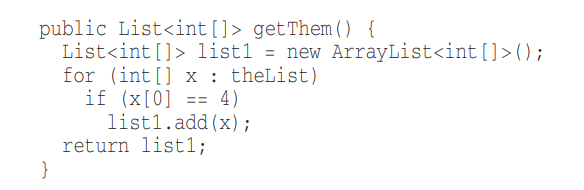 public List<int[]> getThem() {
  List<int[]> list1 = new ArrayList<int[]>();
  for (int[] x : theList)
    if (x[0] == 4)
      list1.add(x);
  return list1;
}